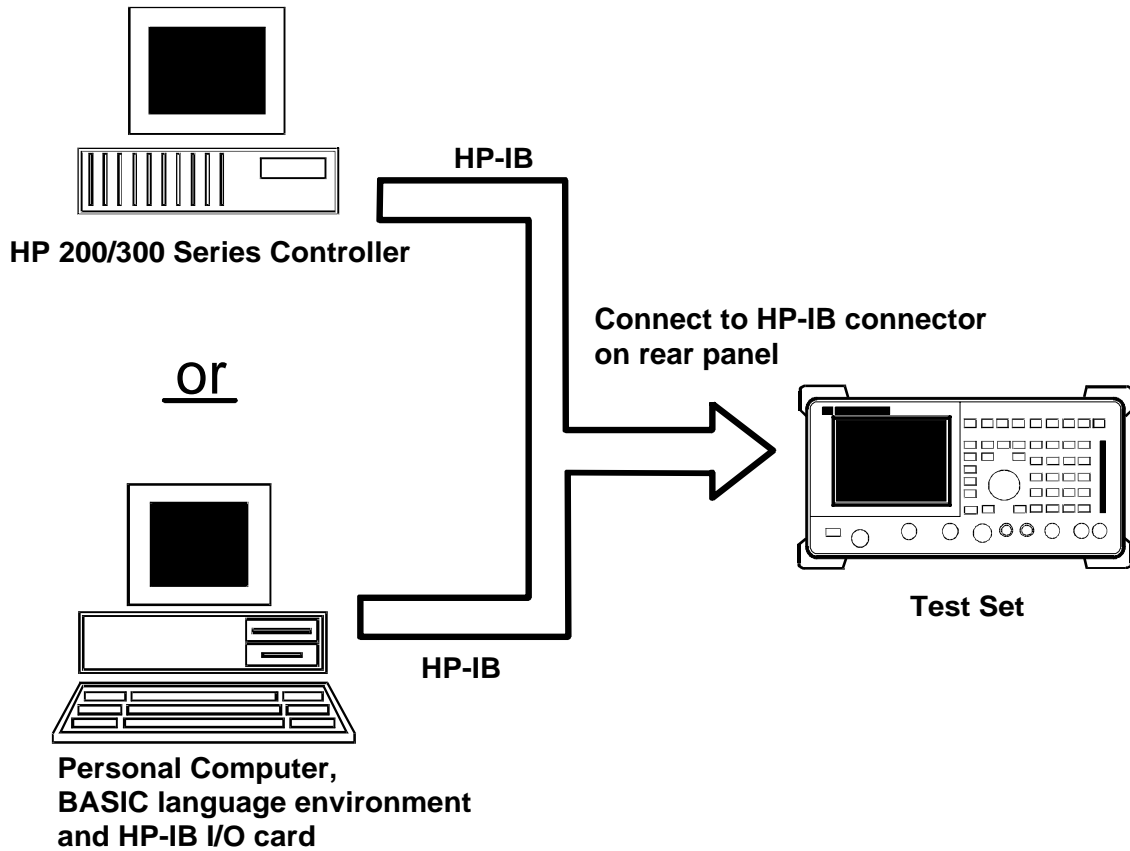 HP-IB
HP 200/300 Series Controller
Connect to HP-IB connector
on rear panel
or
Test Set
HP-IB
Personal Computer,
BASIC language environment
and HP-IB I/O card